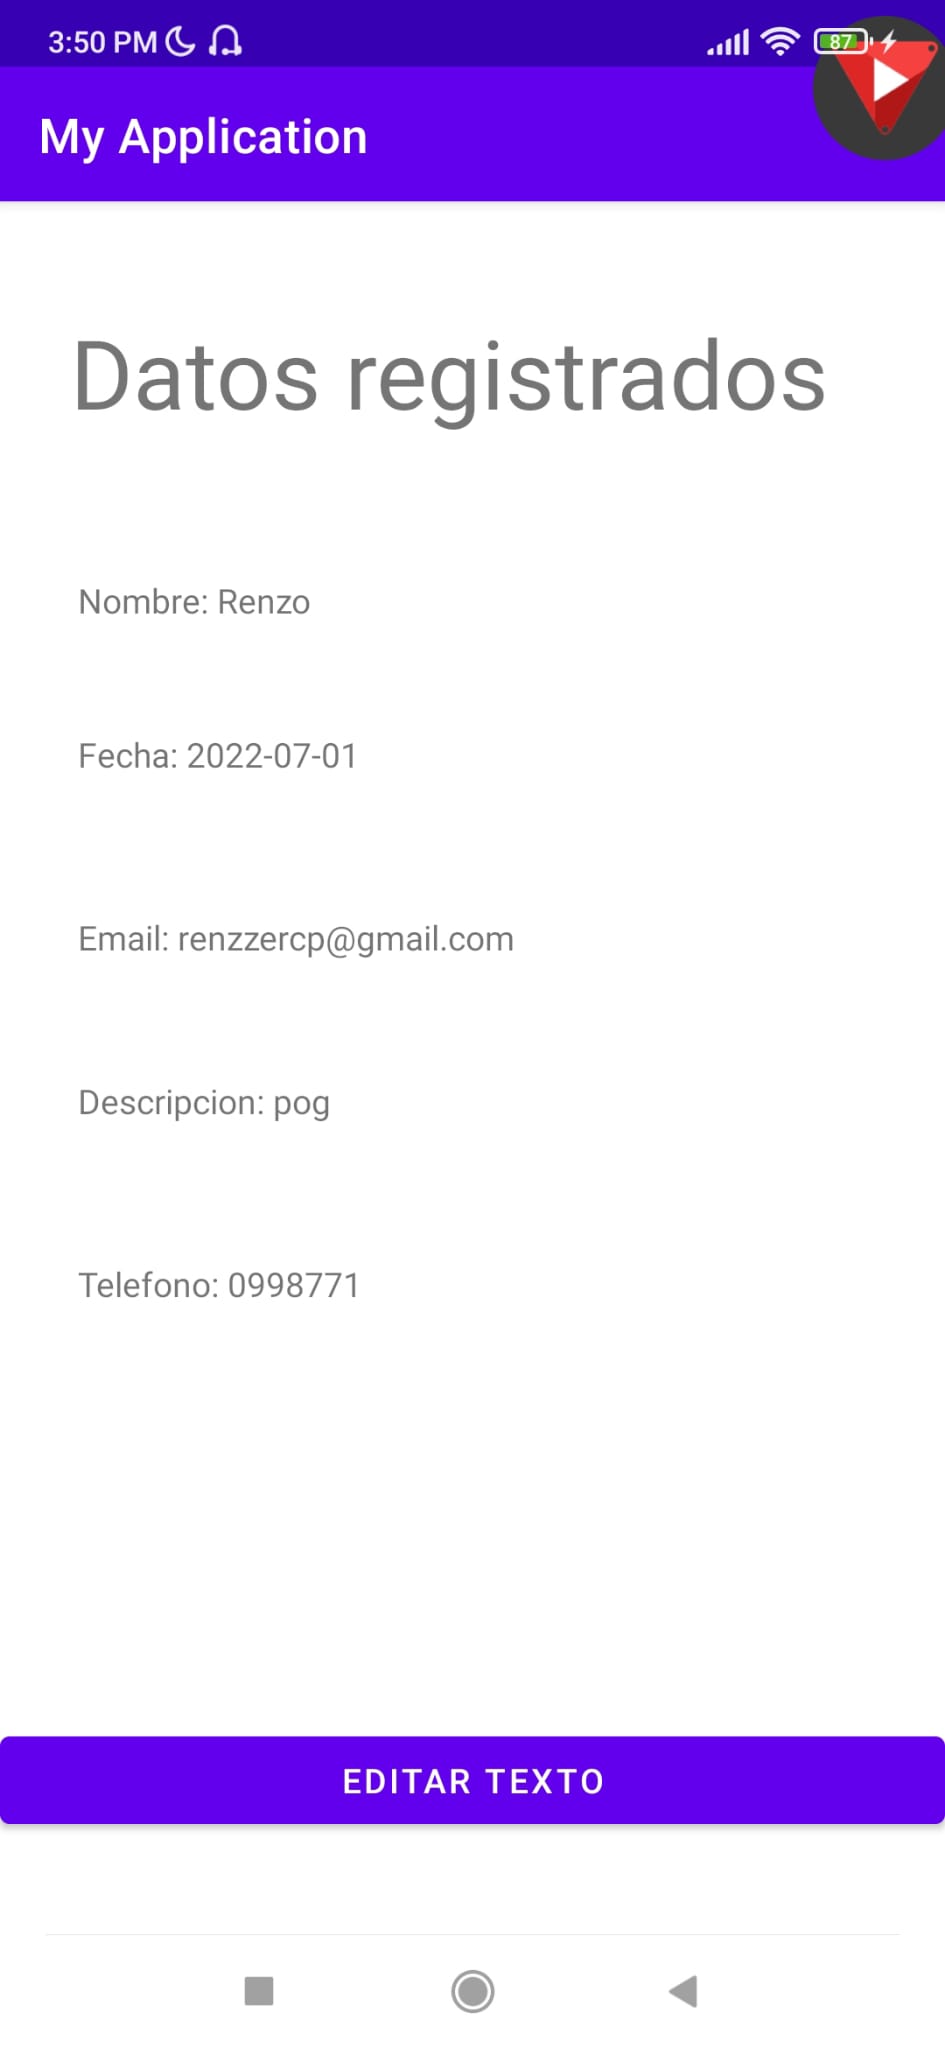 3:50 PM 87
My Application
Datos registrados
Nombre: Renzo
Fecha: 2022-07-01
Email: renzzercp@gmail.com
Descripcion: pog
Telefono: 0998771
EDITAR TEXTO